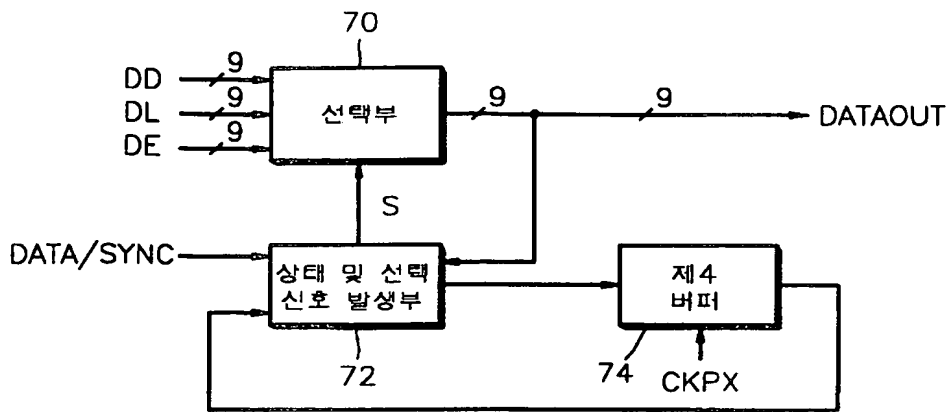 70
DD 9
DL 9
DE 9
선택부
9
9
DATAOUT
S
DATA/SYNC
상태 및 선택
신호 발생부
72
제4
버퍼
74
CKPX